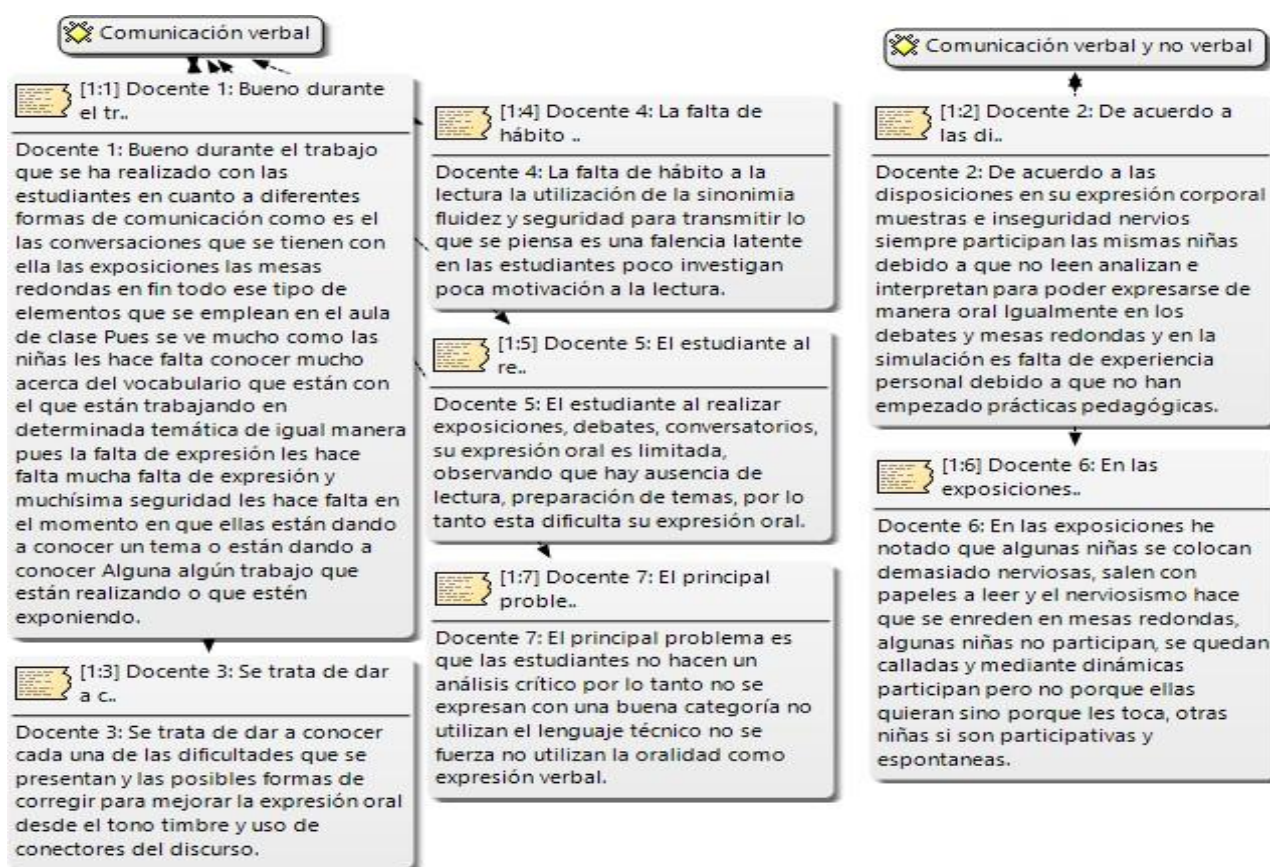 Comunicación verbal
[1:1] Docente 1: Bueno durante
el tr..
Docente 1: Bueno durante el trabajo
que se ha realizado con las
estudiantes en cuanto a diferentes
formas de comunicación como es el
las conversaciones que se tienen con
ella las exposiciones las mesas
redondas en fin todo ese tipo de
elementos que se emplean en el aula
de clase Pues se ve mucho como las
niñas les hace falta conocer mucho
acerca del vocabulario que están con
el que están trabajando en
determinada temática de igual manera
pues la falta de expresión les hace
falta mucha falta de expresión y
muchísima seguridad les hace falta en
el momento en que ellas están dando
a conocer un tema o están dando a
conocer Alguna algún trabajo que
están realizando o que estén
exponiendo.
[1:3] Docente 3: Se trata de dar
a c..
Docente 3: Se trata de dar a conocer
cada una de las dificultades que se
presentan y las posibles formas de
corregir para mejorar la expresión oral
desde el tono timbre y uso de
conectores del discurso.
[1:4] Docente 4: La falta de
hábito ..
Docente 4: La falta de hábito a la
lectura la utilización de la sinonimia
fluidez y seguridad para transmitir lo
que se piensa es una falencia latente
en las estudiantes poco investigan
poca motivación a la lectura.
[1:5] Docente 5: El estudiante al
re..
Docente 5: El estudiante al realizar
exposiciones, debates, conversatorios,
su expresión oral es limitada,
observando que hay ausencia de
lectura, preparación de temas, por lo
tanto esta dificulta su expresión oral.
[1:7] Docente 7: El principal
proble..
Docente 7: El principal problema es
que las estudiantes no hacen un
análisis crítico por lo tanto no se
expresan con una buena categoría no
utilizan el lenguaje técnico no se
fuerza no utilizan la oralidad como
expresión verbal.
Comunicación verbal y no verbal
[1:2] Docente 2: De acuerdo a
las di..
Docente 2: De acuerdo a las
disposiciones en su expresión corporal
muestras e inseguridad nervios
siempre participan las mismas niñas
debido a que no leen analizan e
interpretan para poder expresarse de
manera oral Igualmente en los
debates y mesas redondas y en la
simulación es falta de experiencia
personal debido a que no han
empezado prácticas pedagógicas.
[1:6] Docente 6: En las
exposiciones..
Docente 6: En las exposiciones he
notado que algunas niñas se colocan
demasiado nerviosas, salen con
papeles a leer y el nerviosismo hace
que se enreden en mesas redondas,
algunas niñas no participan, se quedan
calladas y mediante dinámicas
participan pero no porque ellas
quieran sino porque les toca, otras
niñas si son participativas y
espontaneas.